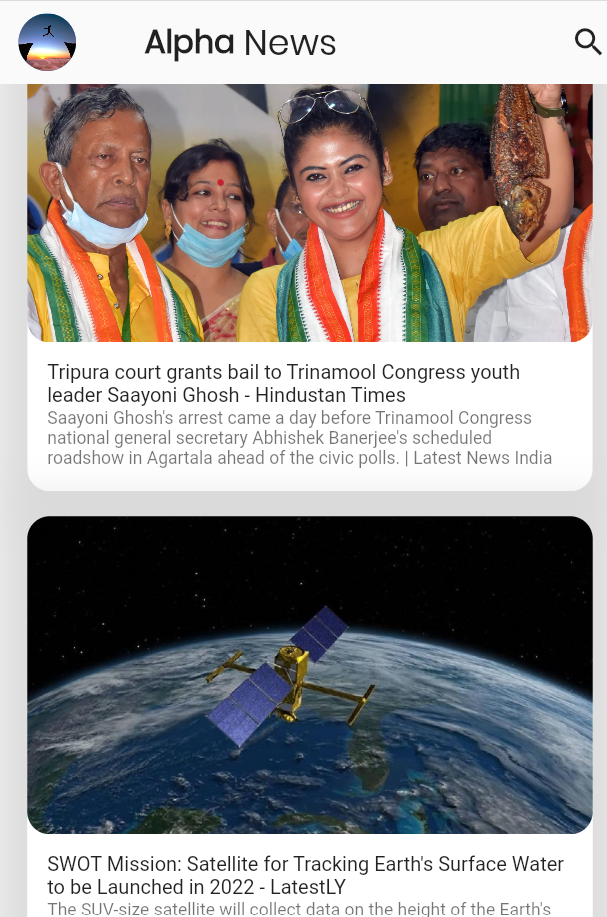 Alpha News
Tripura court grants bail to Trinamool Congress youth
leader Saayoni Ghosh - Hindustan Times
Saayoni Ghosh's arrest came a day before Trinamool Congress
national general secretary Abhishek Banerjee's scheduled
roadshow in Agartala ahead of the civic polls. | Latest News India
SWOT Mission: Satellite for Tracking Earth's Surface Water
to be Launched in 2022 - LatestLY
The SUV-size satellite will collect data on the height of the Earth's